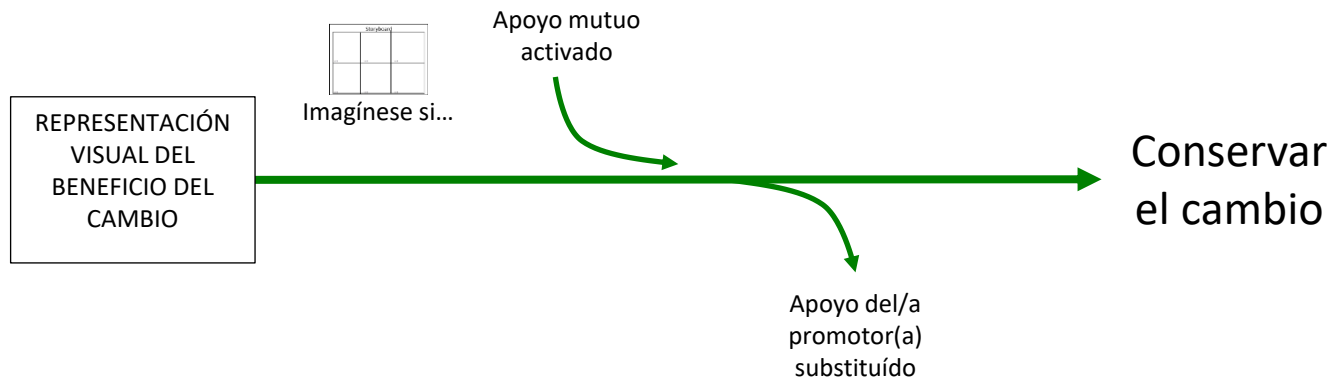 Storyboard
Imagínese si...
Apoyo mutuo
activado
REPRESENTACIÓN
VISUAL DEL
BENEFICIO DEL
CAMBIO
Conservar
el cambio
Apoyo del/a
promotor(a)
substituído